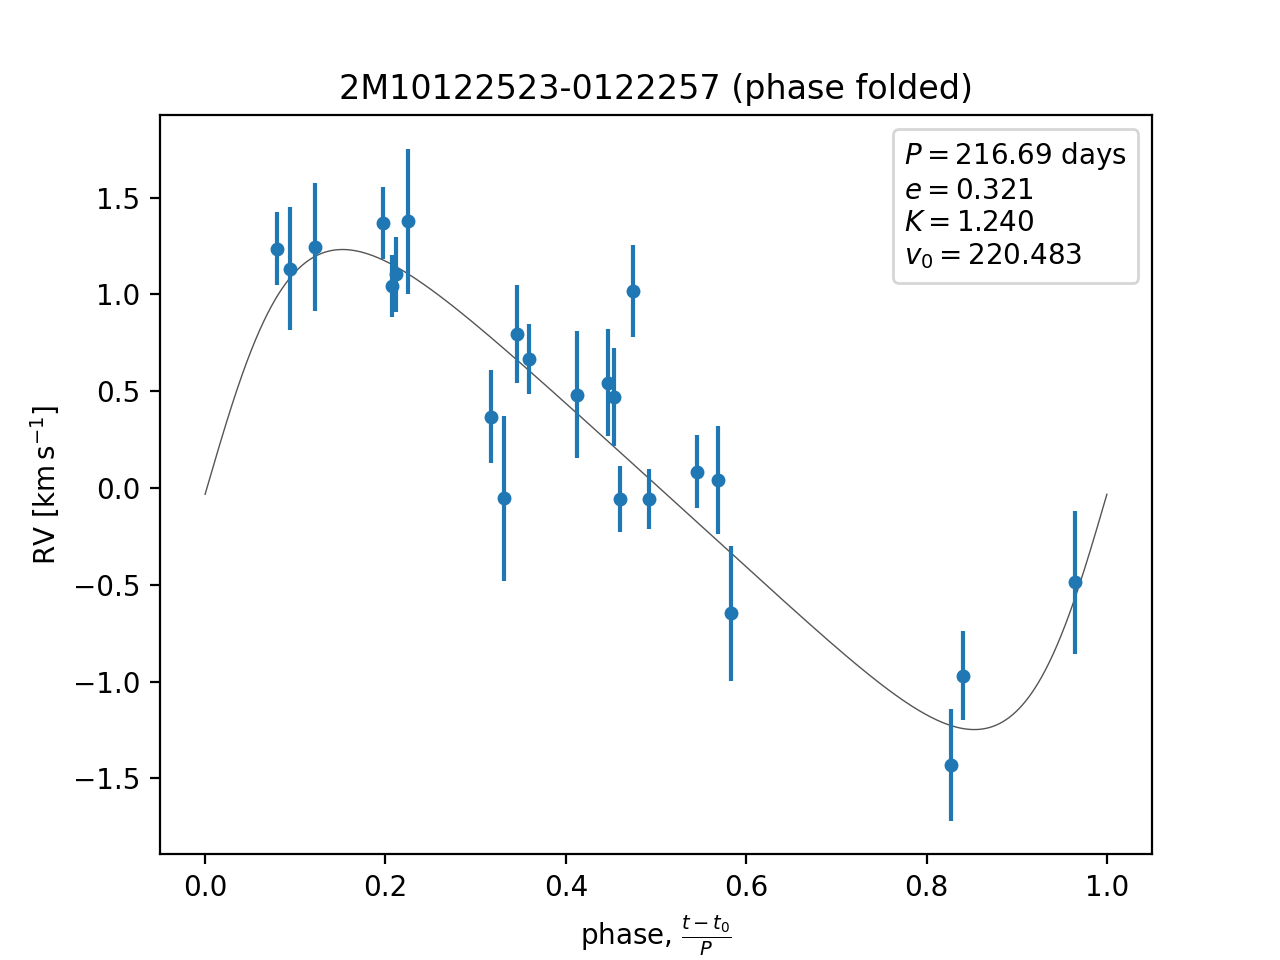 2M10122523-0122257 (phase folded)
P = 216.69 days
e = 0.321
K = 1.240
v₀ = 220.483
1.5
1.0
0.5
0.0
−0.5
−1.0
−1.5
RV [km s⁻¹]
0.0 0.2 0.4 0.6 0.8 1.0
phase, (t − t₀)/P